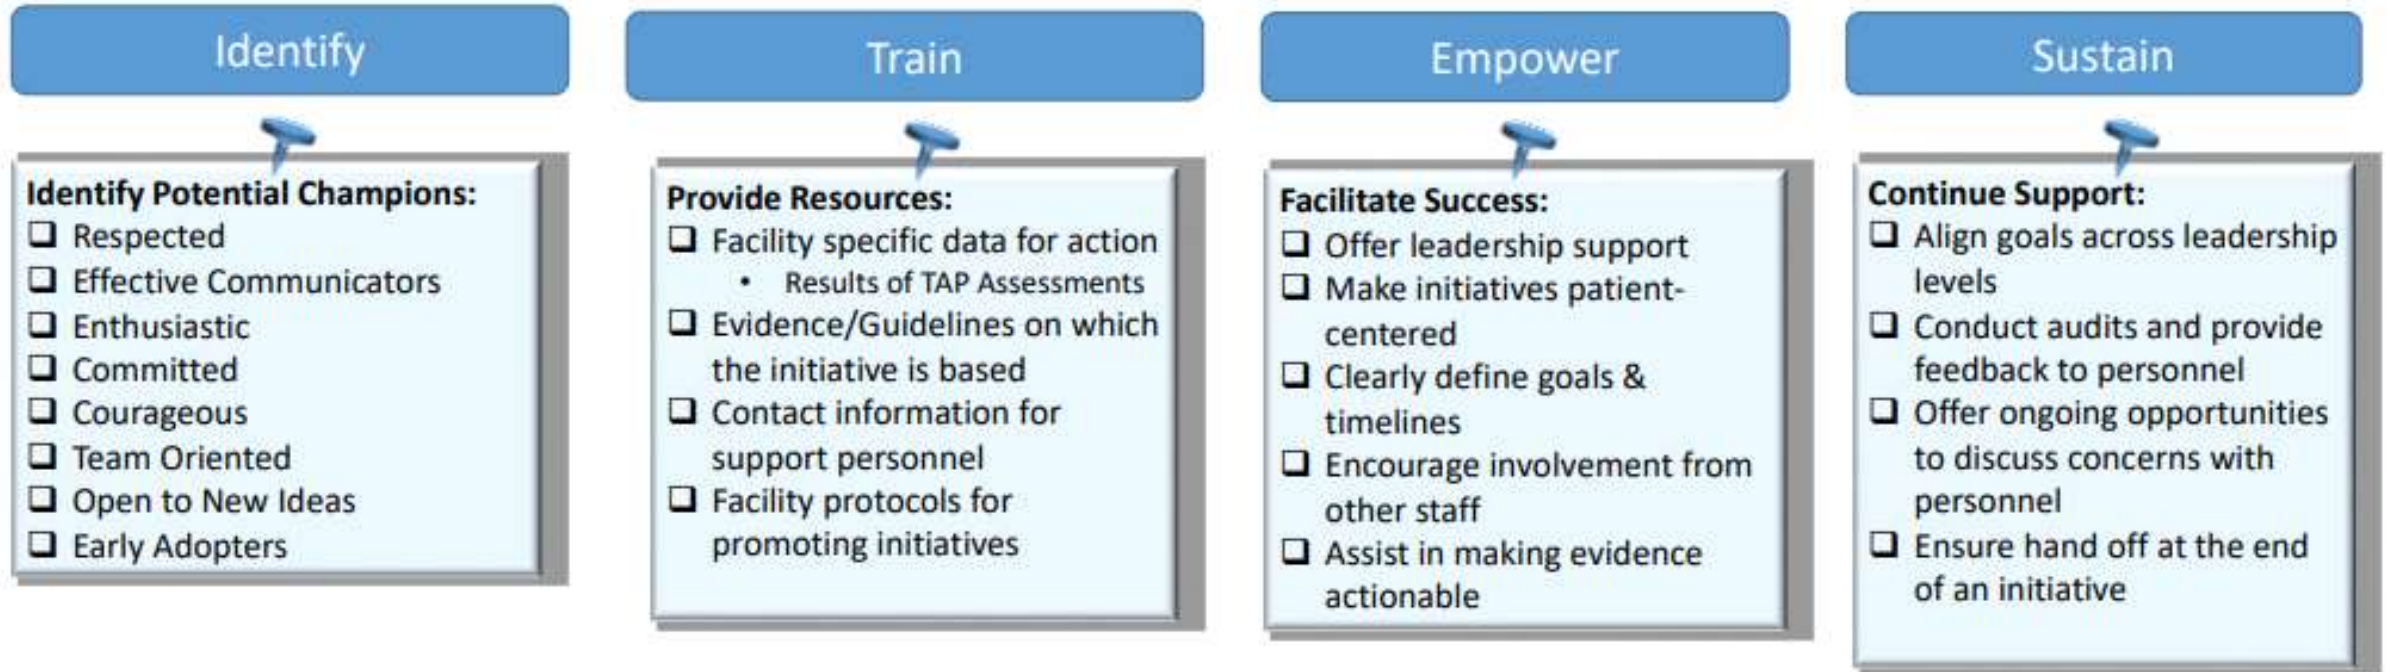 Identify
Identify Potential Champions:
❑ Respected
❑ Effective Communicators
❑ Enthusiastic
❑ Committed
❑ Courageous
❑ Team Oriented
❑ Open to New Ideas
❑ Early Adopters
Train
Provide Resources:
❑ Facility specific data for action
• Results of TAP Assessments
❑ Evidence/Guidelines on which
the initiative is based
❑ Contact information for
support personnel
❑ Facility protocols for
promoting initiatives
Empower
Facilitate Success:
❑ Offer leadership support
❑ Make initiatives patient-
centered
❑ Clearly define goals &
timelines
❑ Encourage involvement from
other staff
❑ Assist in making evidence
actionable
Sustain
Continue Support:
❑ Align goals across leadership
levels
❑ Conduct audits and provide
feedback to personnel
❑ Offer ongoing opportunities
to discuss concerns with
personnel
❑ Ensure hand off at the end
of an initiative